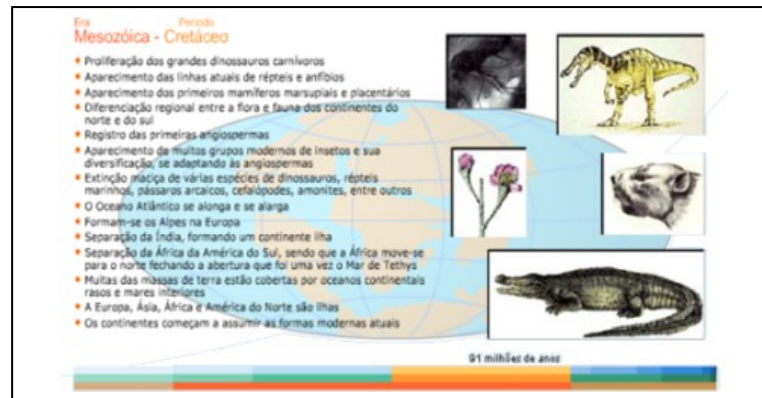 Era Período
Mesozóica - Cretáceo
• Proliferação dos grandes dinossauros carnívoros
• Aparecimento das linhas atuais de répteis e anfíbios
• Aparecimento dos primeiros mamíferos marsupiais e placentários
• Diferenciação regional entre a flora e fauna dos continentes do
norte e do sul
• Registro das primeiras angiospermas
• Aparecimento de muitos grupos modernos de insetos e sua
diversificação, se adaptando às angiospermas
• Extinção maciça de várias espécies de dinossauros, répteis
marinhos, pássaros arcaicos, cefalópodes, amonites, entre outros
• O Oceano Atlântico se alonga e se alarga
• Formam-se os Alpes na Europa
• Separação da Índia, formando um continente ilha
• Separação da África da América do Sul, sendo que a África move-se
para o norte fechando a abertura que foi uma vez o Mar de Tethys
• Muitas das massas de terra estão cobertas por oceanos continentais
rasos e mares interiores
• A Europa, Ásia, África e América do Norte são ilhas
• Os continentes começam a assumir as formas modernas atuais
91 milhões de anos